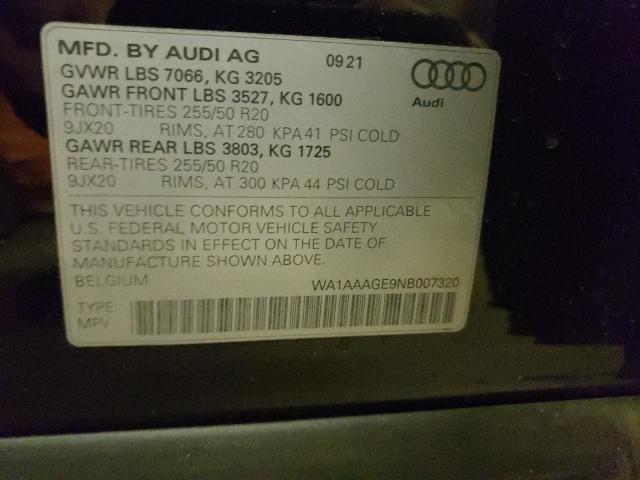 MFD. BY AUDI AG 09 21
GVWR LBS 7066, KG 3205
GAWR FRONT LBS 3527, KG 1600
Audi
FRONT-TIRES 255/50 R20
9JX20 RIMS, AT 280 KPA 41 PSI COLD
GAWR REAR LBS 3803, KG 1725
REAR-TIRES 255/50 R20
9JX20 RIMS, AT 300 KPA 44 PSI COLD
THIS VEHICLE CONFORMS TO ALL APPLICABLE
U.S. FEDERAL MOTOR VEHICLE SAFETY
STANDARDS IN EFFECT ON THE DATE OF
MANUFACTURE SHOWN ABOVE.
BELGIUM WA1AAAGE9NB007320
TYPE:
MPV